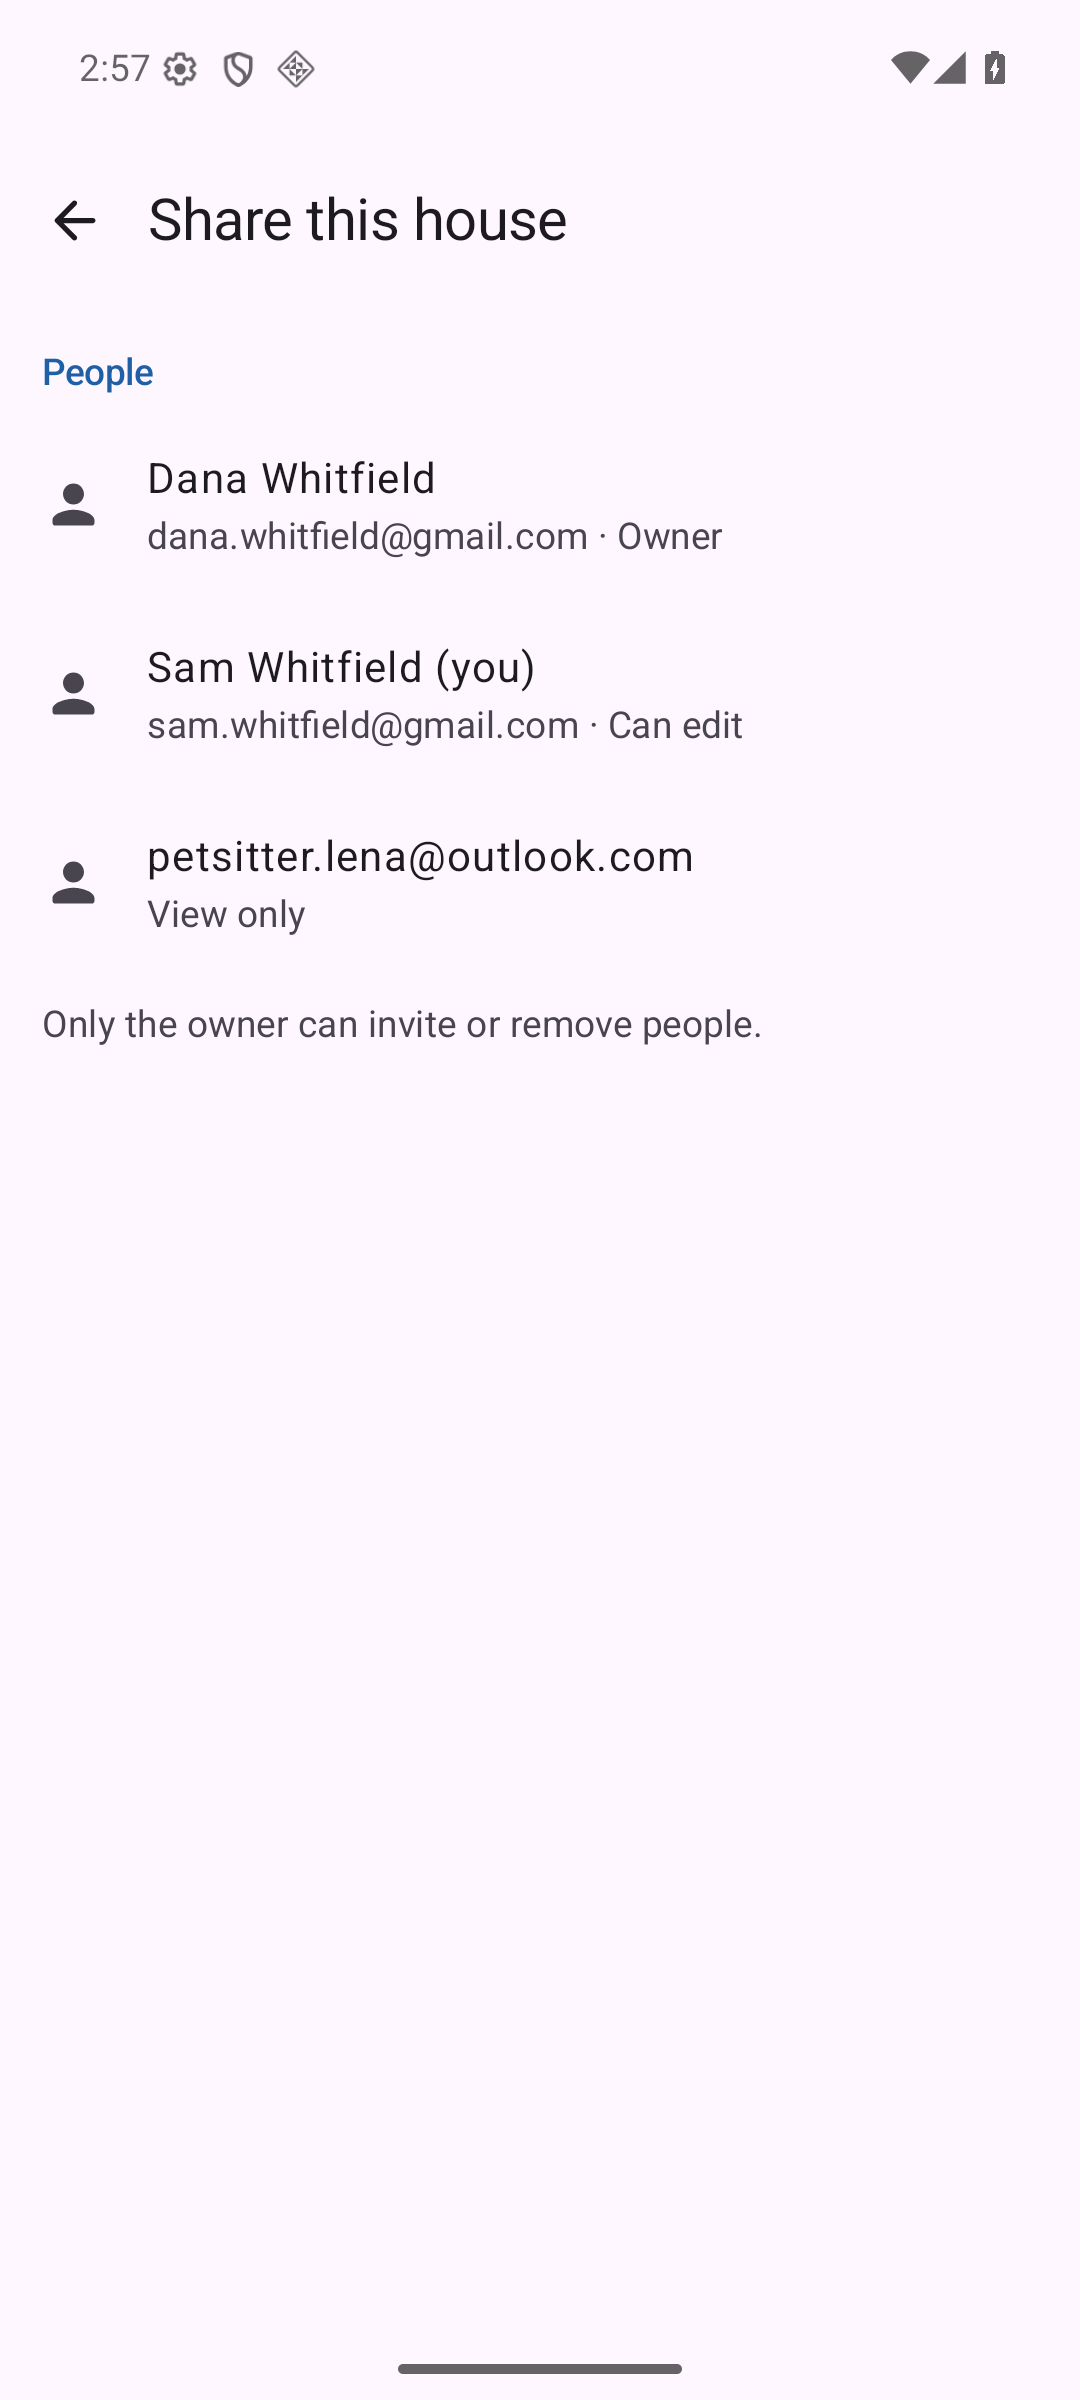 2:57
Share this house
People
Dana Whitfield
dana.whitfield@gmail.com · Owner
Sam Whitfield (you)
sam.whitfield@gmail.com · Can edit
petsitter.lena@outlook.com
View only
Only the owner can invite or remove people.